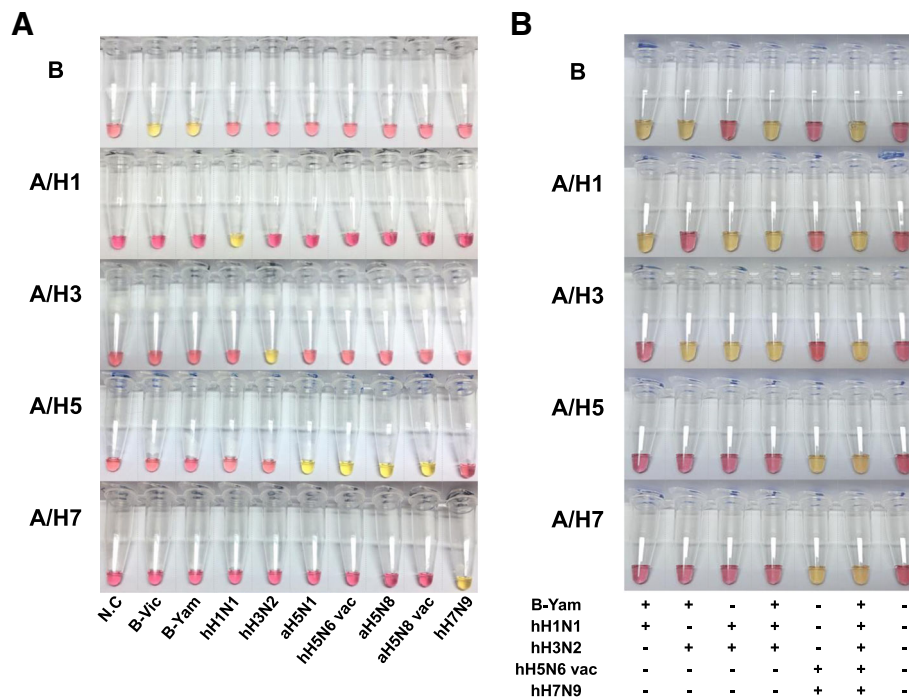 A
B
B
A/H1
A/H3
A/H5
A/H7
N.C
B-Vic
B-Yam
hH1N1
hH3N2
aH5N1
hH5N6 vac
aH5N8
aH5N8 vac
hH7N9
B
A/H1
A/H3
A/H5
A/H7
B-Yam + + - + - + -
hH1N1 + - + + - + -
hH3N2 - + + + - + -
hH5N6 vac - - - - + + -
hH7N9 - - - - + + -